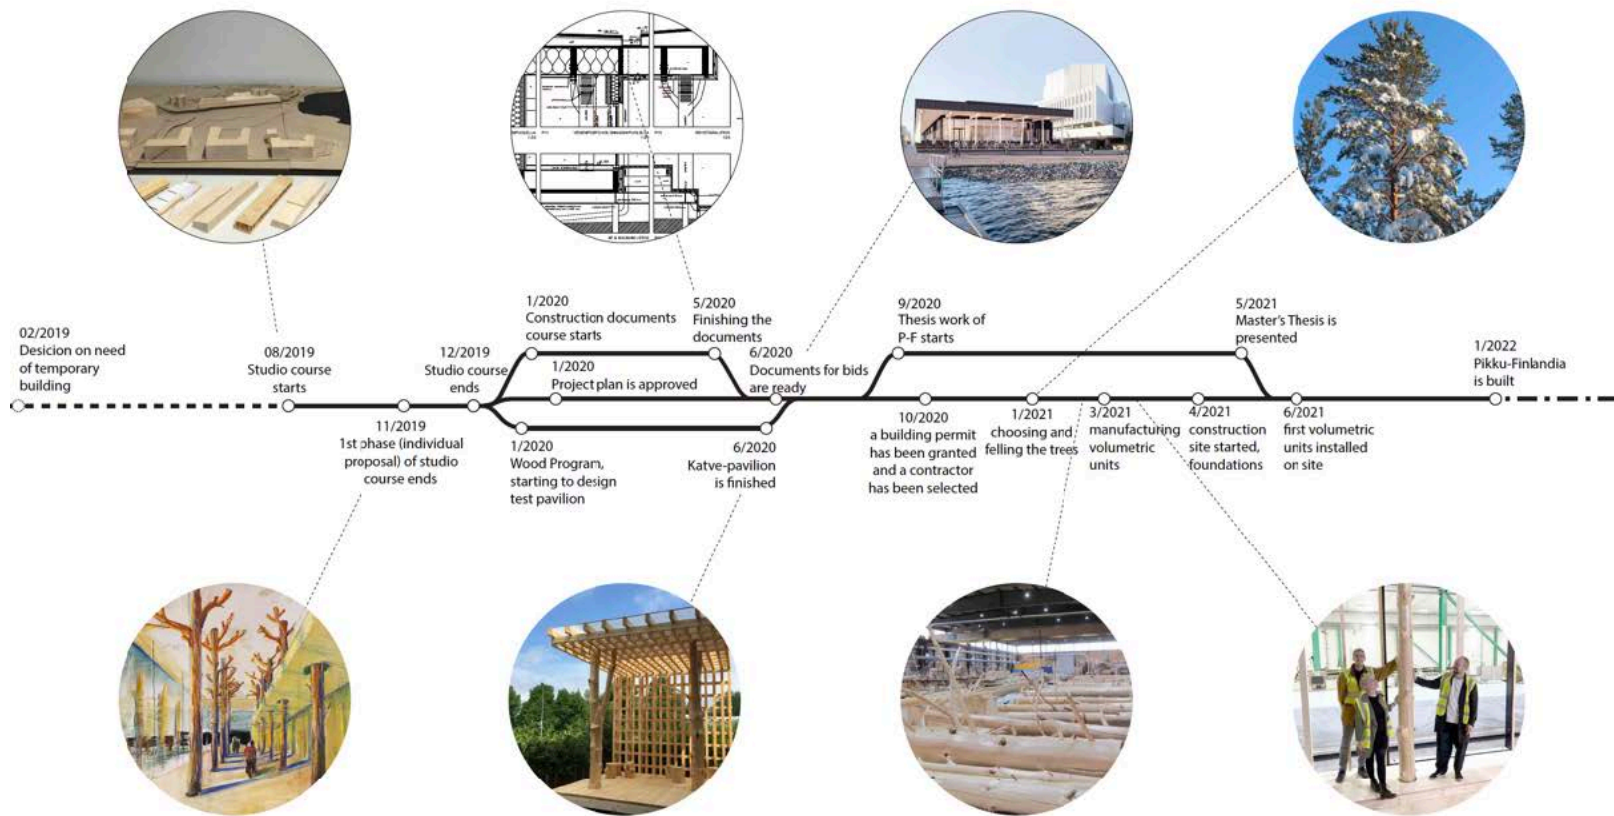 02/2019
Desicion on need
of temporary
building
08/2019
Studio course
starts
11/2019
1st phase (individual
proposal) of studio
course ends
12/2019
Studio course
ends
1/2020
Construction documents
course starts
1/2020
Project plan is approved
1/2020
Wood Program,
starting to design
test pavilion
5/2020
Finishing the
documents
6/2020
Documents for bids
are ready
6/2020
Katve-pavilion
is finished
9/2020
Thesis work of
P-F starts
10/2020
a building permit
has been granted
and a contractor
has been selected
1/2021
choosing and
felling the trees
3/2021
manufacturing
volumetric
units
4/2021
construction
site started,
foundations
5/2021
Master's Thesis is
presented
6/2021
first volumetric
units installed
on site
1/2022
Pikku-Finlandia
is built